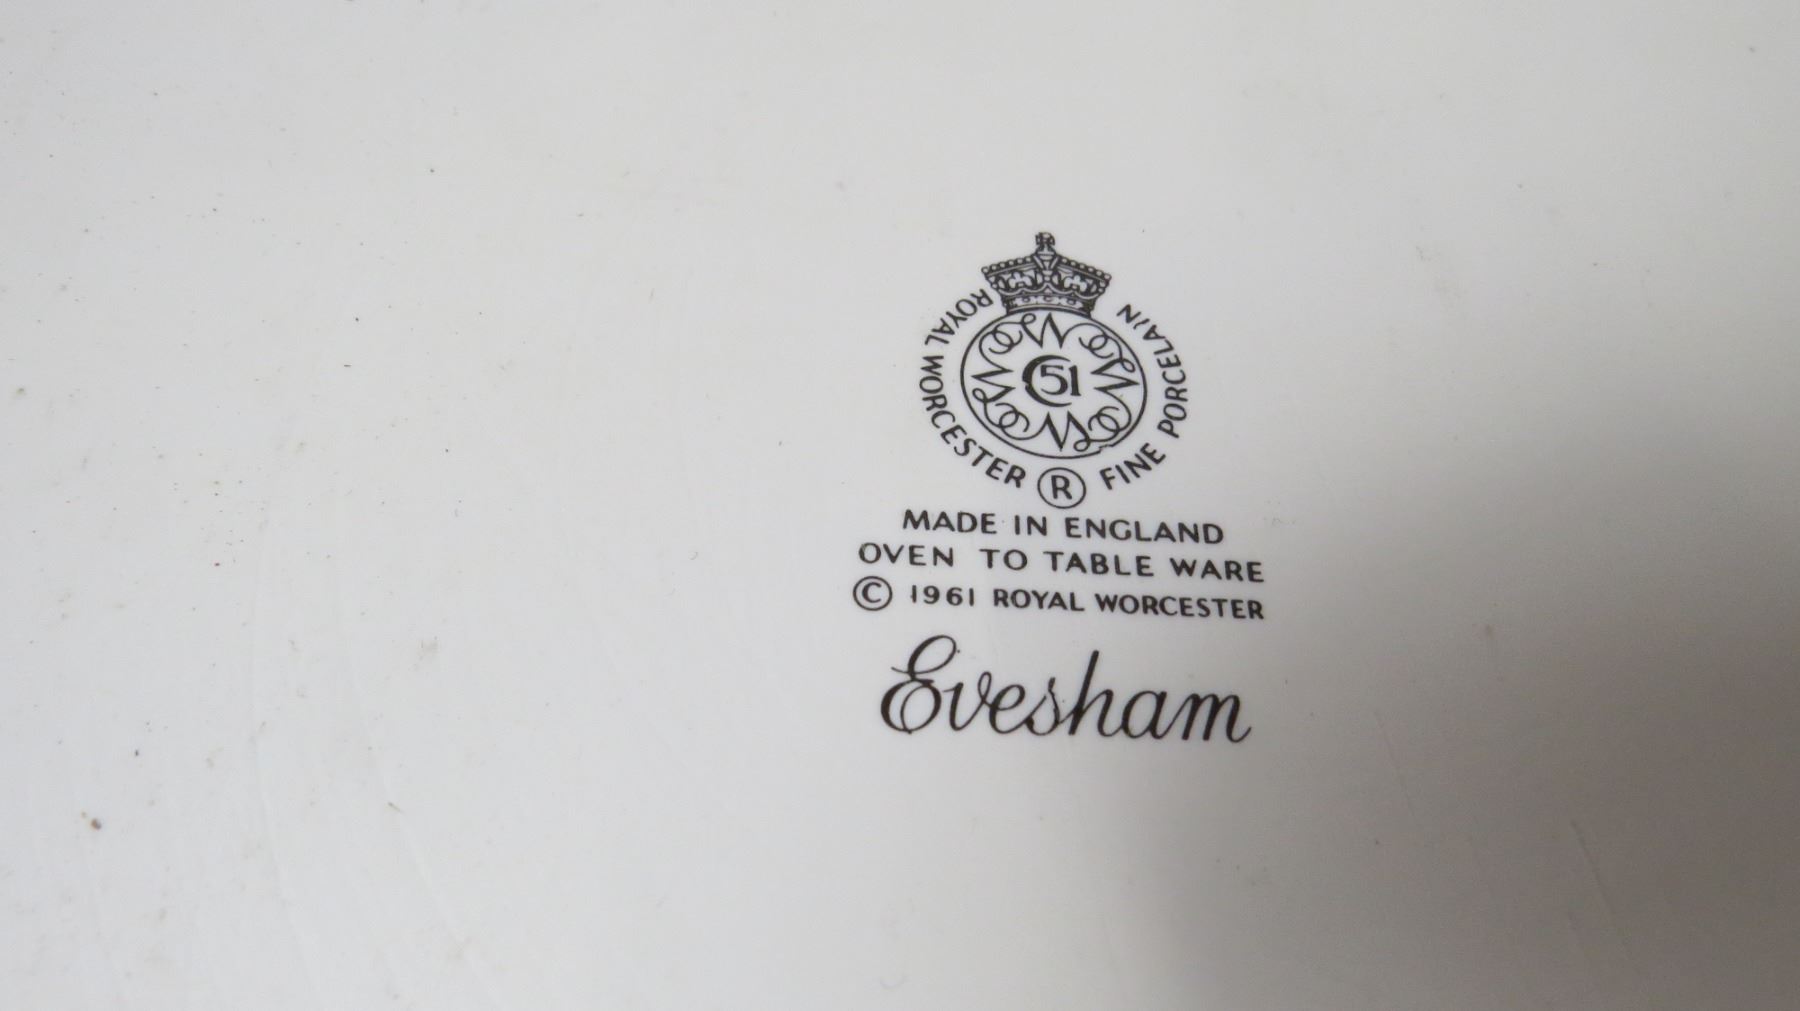 ROYAL WORCESTER ® FINE PORCELAIN
C51
MADE IN ENGLAND
OVEN TO TABLE WARE
© 1961 ROYAL WORCESTER
Evesham